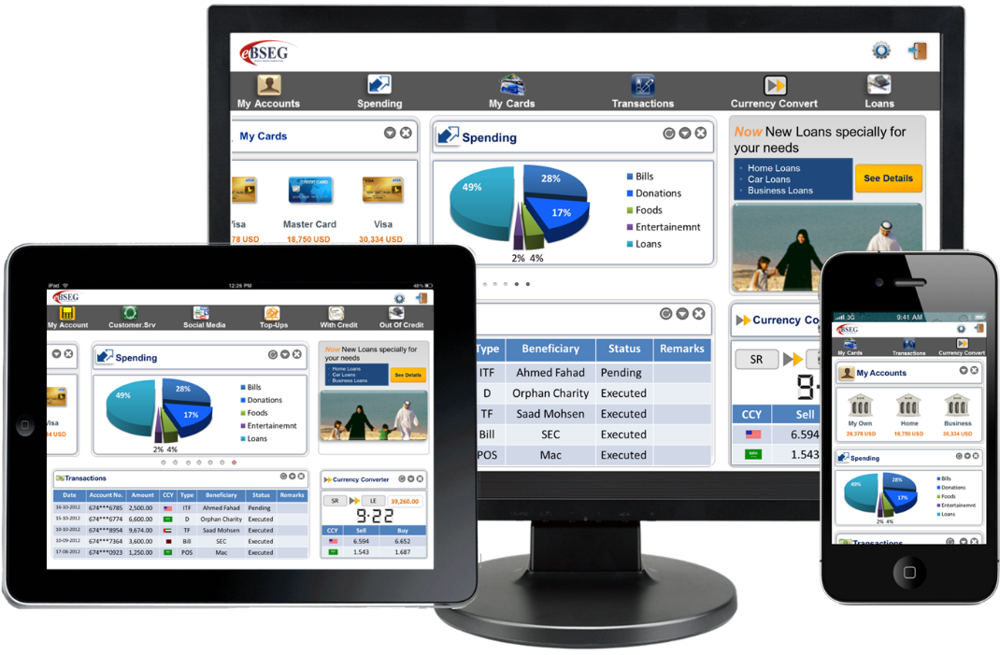 eBSEG
My Accounts Spending My Cards Transactions Currency Convert Loans
My Cards
Visa Master Card Visa
18,750 USD 30,334 USD
Spending
49% 28% 17% 2% 4%
Bills
Donations
Foods
Entertainemnt
Loans
Now New Loans specially for
your needs
Home Loans
Car Loans
Business Loans
See Details
Type Beneficiary Status Remarks
ITF Ahmed Fahad Pending
D Orphan Charity Executed
TF Saad Mohsen Executed
Bill SEC Executed
POS Mac Executed
Currency Co
SR
CCY Sell
6.594
1.543
iPad 12:26 PM
eBSEG
My Account Customer.Srv Social Media Top-Ups With Credit Out Of Credit
Spending
49% 28% 17% 2% 4%
Bills
Donations
Foods
Entertainemnt
Loans
Now New Loans specially for
your needs
Home Loans
Car Loans
Business Loans
See Details
Transactions
Date Account No. Amount CCY Type Beneficiary Status Remarks
16-10-2012 674***6785 2,500.00 ITF Ahmed Fahad Pending
15-10-2012 674***6774 6,600.00 D Orphan Charity Executed
10-10-2012 674***8954 9,674.00 TF Saad Mohsen Executed
10-09-2012 674***7364 3,600.00 Bill SEC Executed
17-08-2012 674***0923 1,250.00 POS Mac Executed
Currency Converter
SR LE 39,260.00
9:22
CCY Sell Buy
6.594 6.652
1.543 1.687
3G 9:41 AM
eBSEG
My Cards Transactions Currency Convert
My Accounts
My Own Home Business
28,378 USD 18,750 USD 30,334 USD
Spending
49% 28% 17% 2% 4%
Bills
Donations
Foods
Entertainemnt
Loans
Transactions